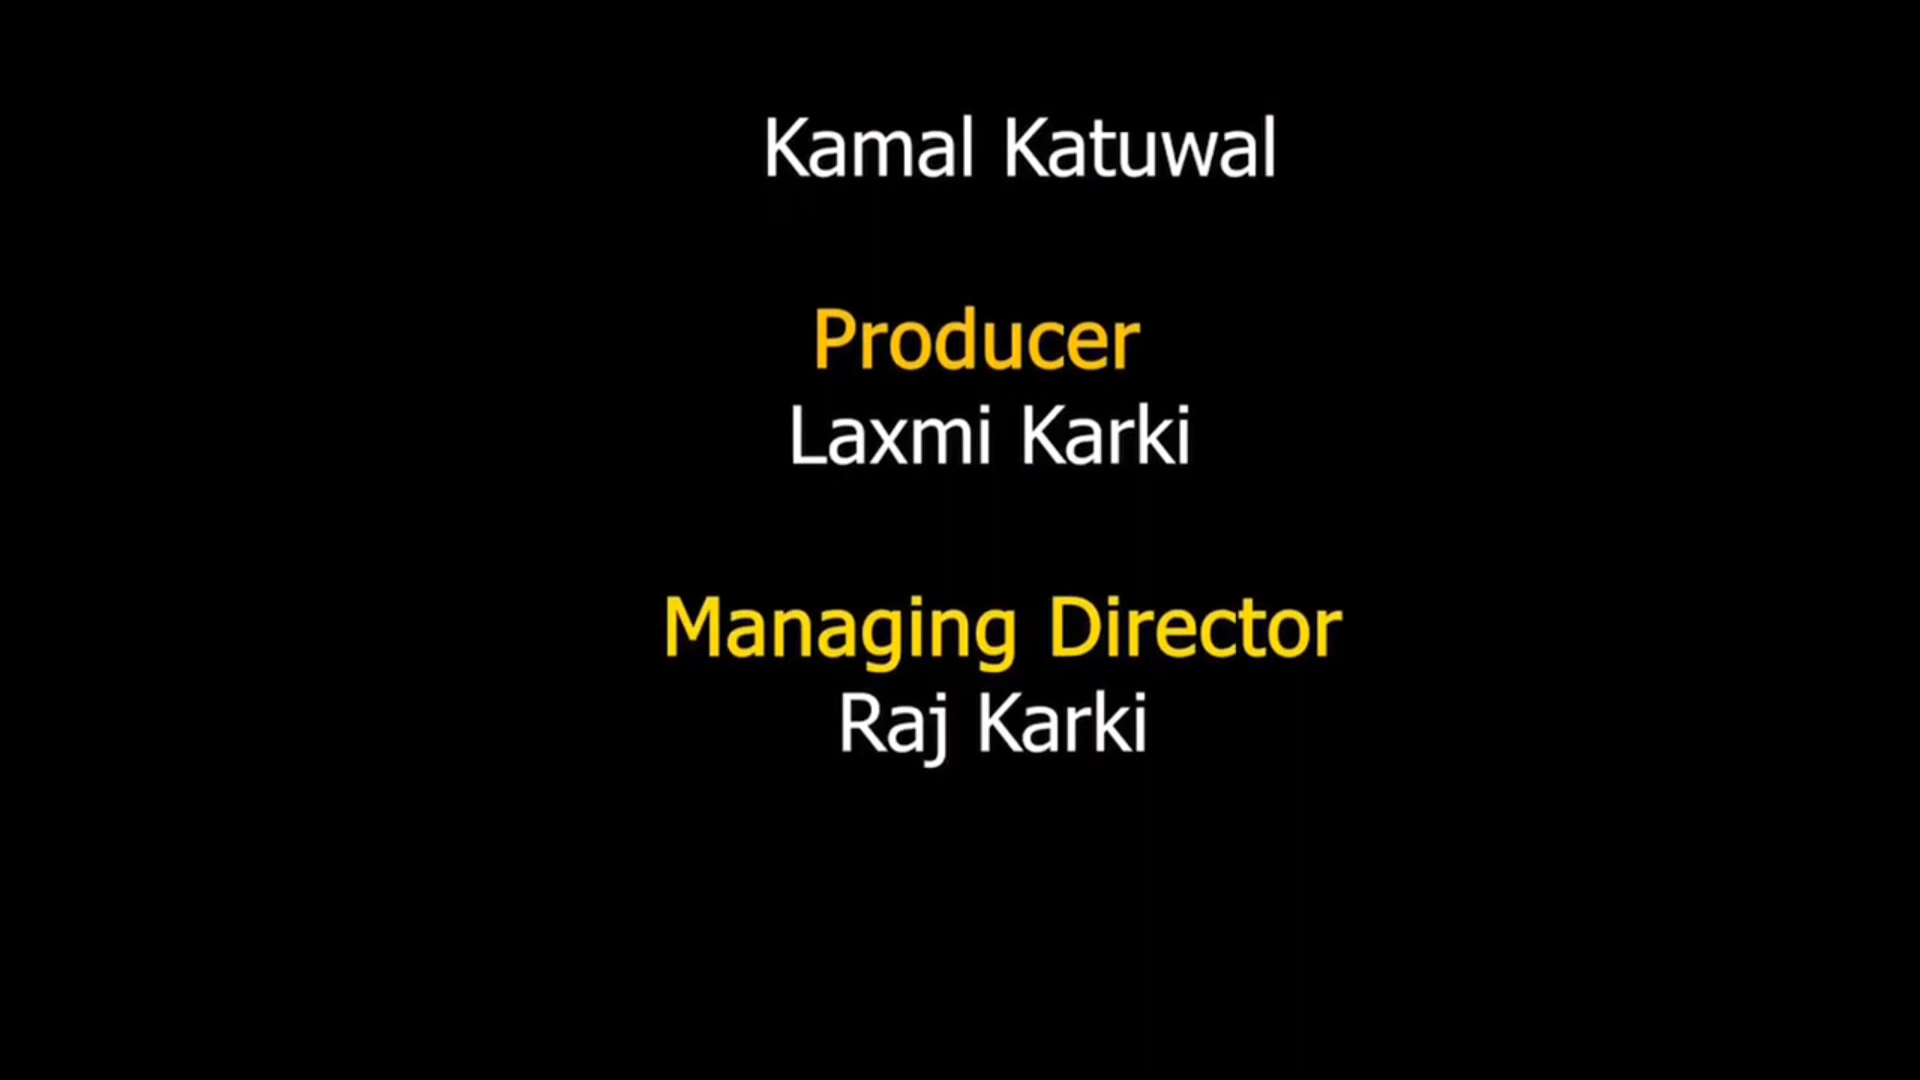 Kamal Katuwal
Producer
Laxmi Karki
Managing Director
Raj Karki